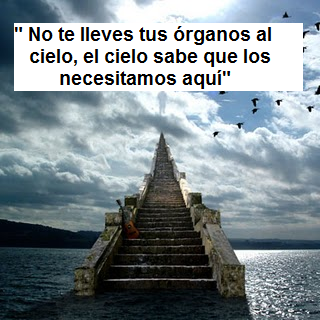 " No te lleves tus órganos al
cielo, el cielo sabe que los
necesitamos aquí"